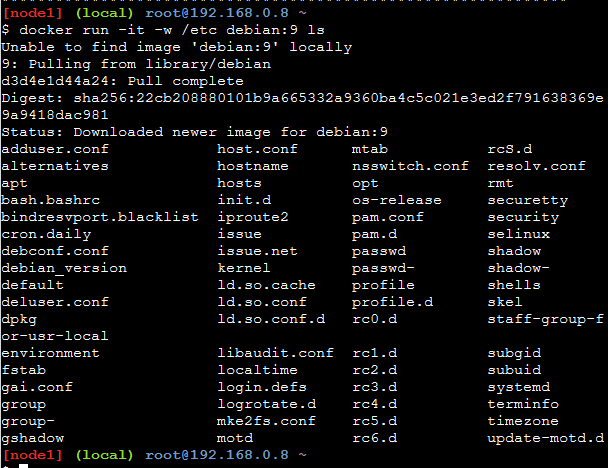 [node1] (local) root@192.168.0.8 ~
$ docker run -it -w /etc debian:9 ls
Unable to find image 'debian:9' locally
9: Pulling from library/debian
d3d4e1d44a24: Pull complete
Digest: sha256:22cb208880101b9a665332a9360ba4c5c021e3ed2f791638369e
9a9418dac981
Status: Downloaded newer image for debian:9
adduser.conf host.conf mtab rcS.d
alternatives hostname nsswitch.conf resolv.conf
apt hosts opt rmt
bash.bashrc init.d os-release securetty
bindresvport.blacklist iproute2 pam.conf security
cron.daily issue pam.d selinux
debconf.conf issue.net passwd shadow
debian_version kernel passwd- shadow-
default ld.so.cache profile shells
deluser.conf ld.so.conf profile.d skel
dpkg ld.so.conf.d rc0.d staff-group-f
or-usr-local
environment libaudit.conf rc1.d subgid
fstab localtime rc2.d subuid
gai.conf login.defs rc3.d systemd
group logrotate.d rc4.d terminfo
group- mke2fs.conf rc5.d timezone
gshadow motd rc6.d update-motd.d
[node1] (local) root@192.168.0.8 ~
$